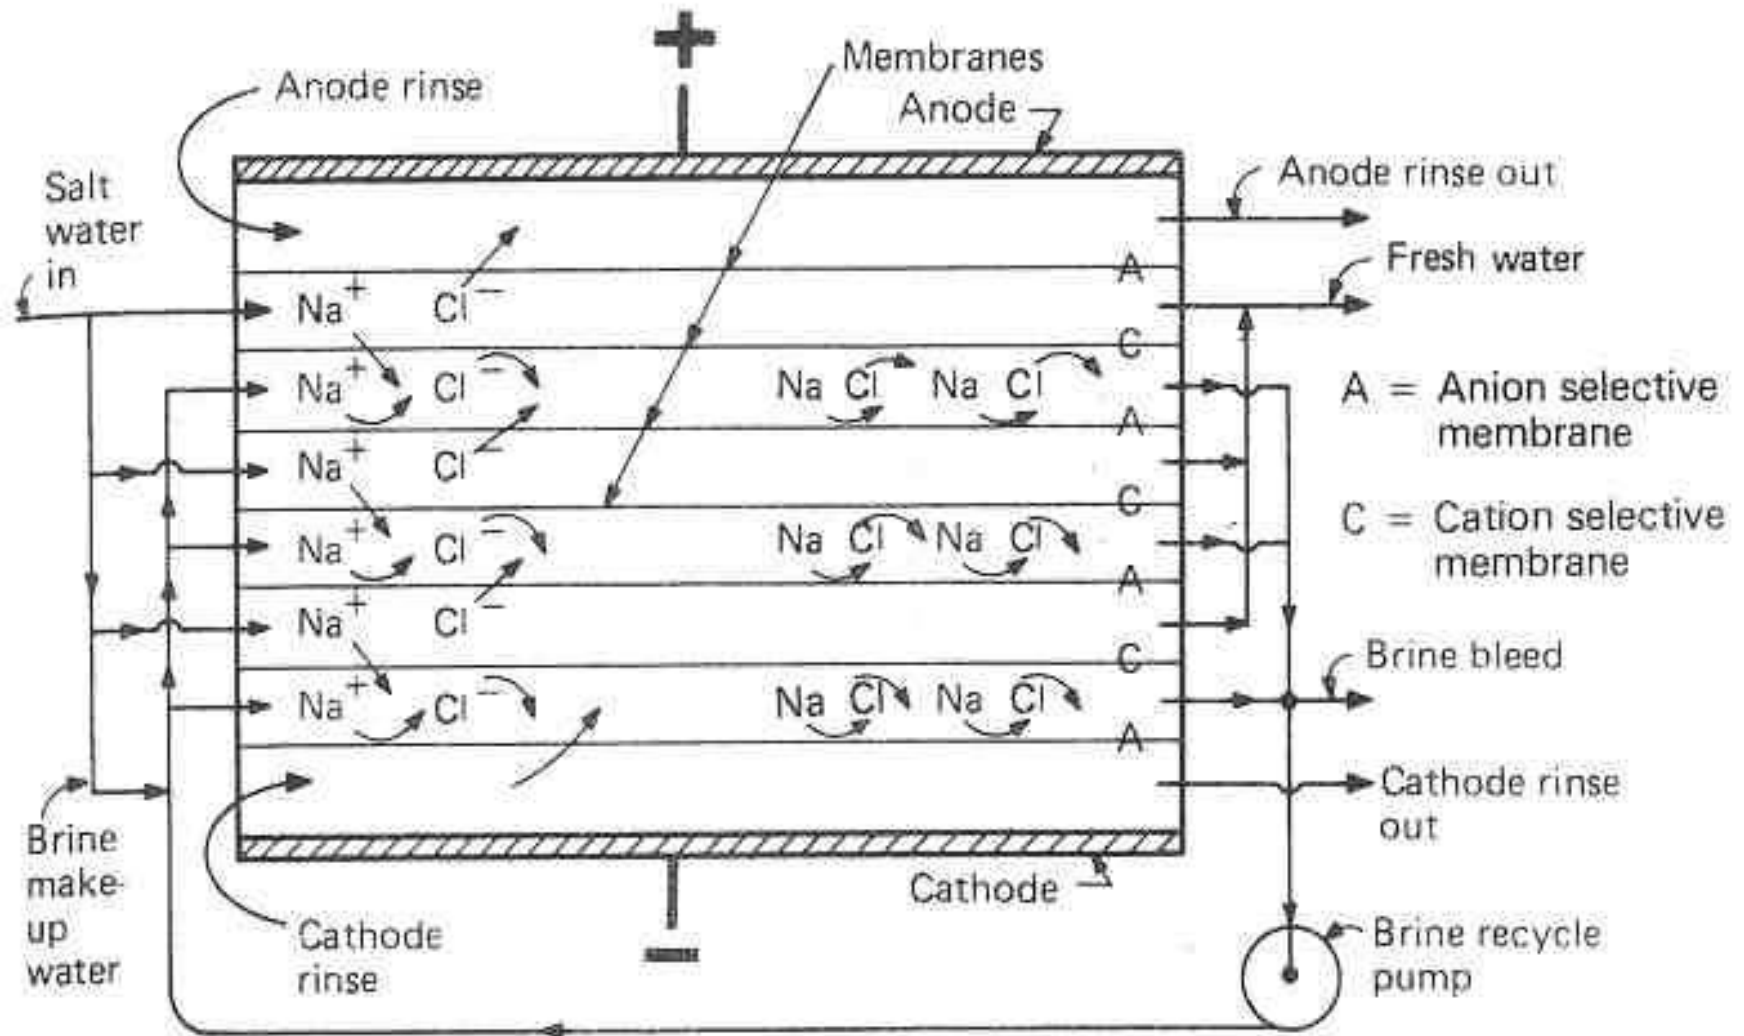 +
Membranes
Anode rinse
Anode
Salt
water
in
Anode rinse out
Fresh water
A
Na+ Cl−
C
Na+ Cl− Na Cl Na Cl
A = Anion selective
membrane
A
Na+ Cl−
C
C = Cation selective
membrane
Na+ Cl− Na Cl Na Cl
A
Na+ Cl−
C
Brine bleed
Na+ Cl− Na Cl Na Cl
A
Cathode rinse
out
Brine
make-
up
water
Cathode
Cathode
rinse
−
Brine recycle
pump